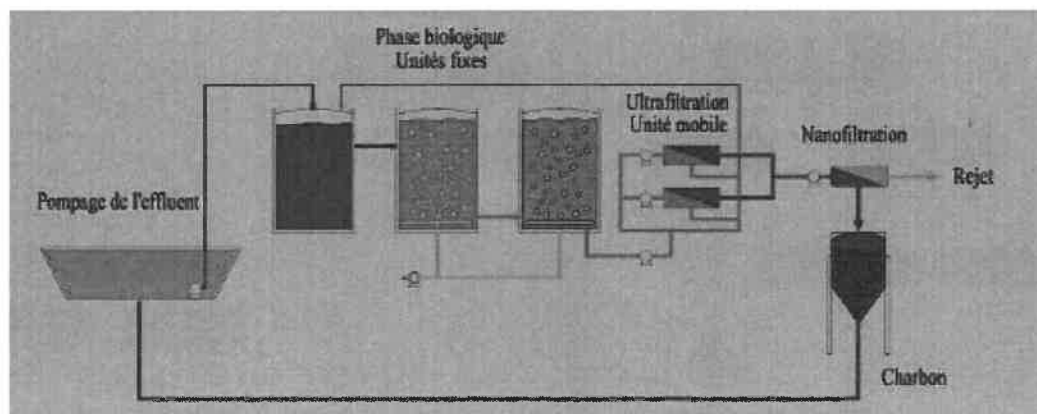 Phase biologique
Unités fixes
Ultrafiltration
Unité mobile
Nanofiltration
Rejet
Pompage de l'effluent
Charbon